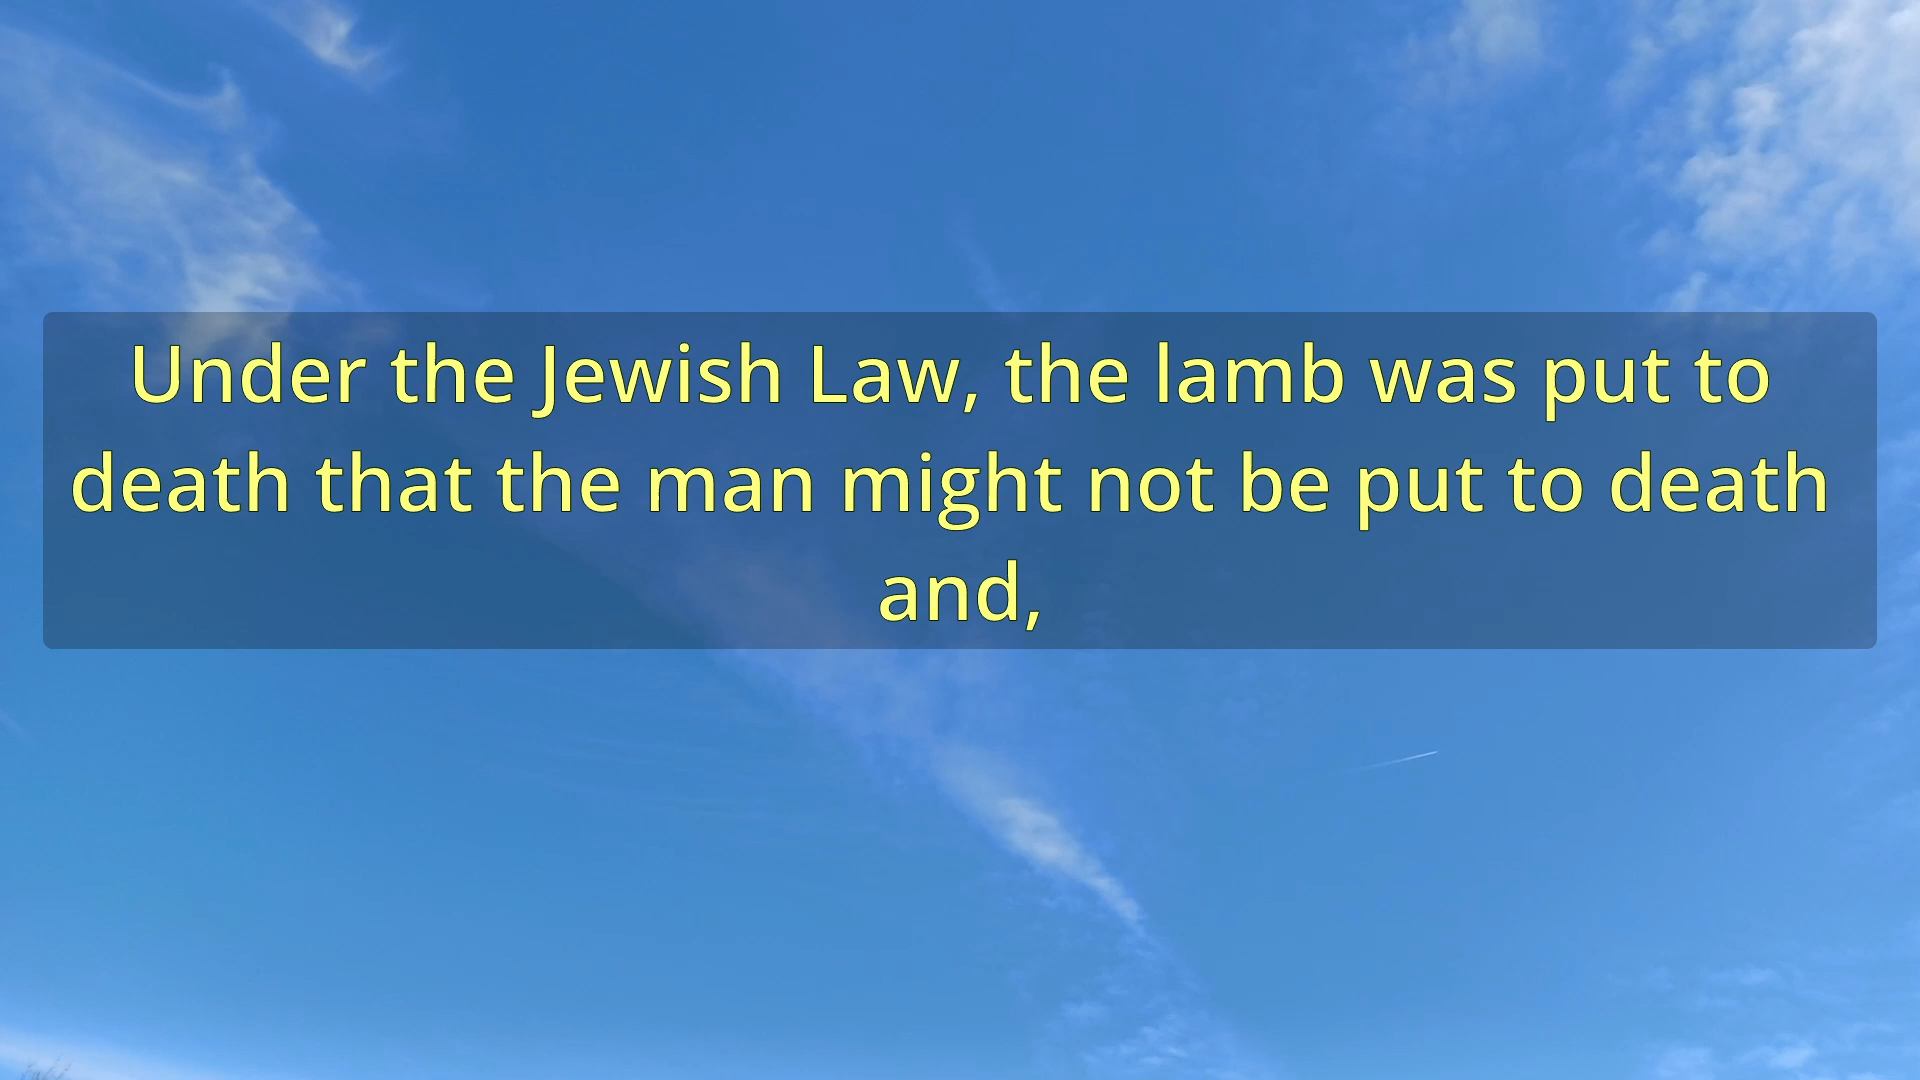 Under the Jewish Law, the lamb was put to
death that the man might not be put to death
and,